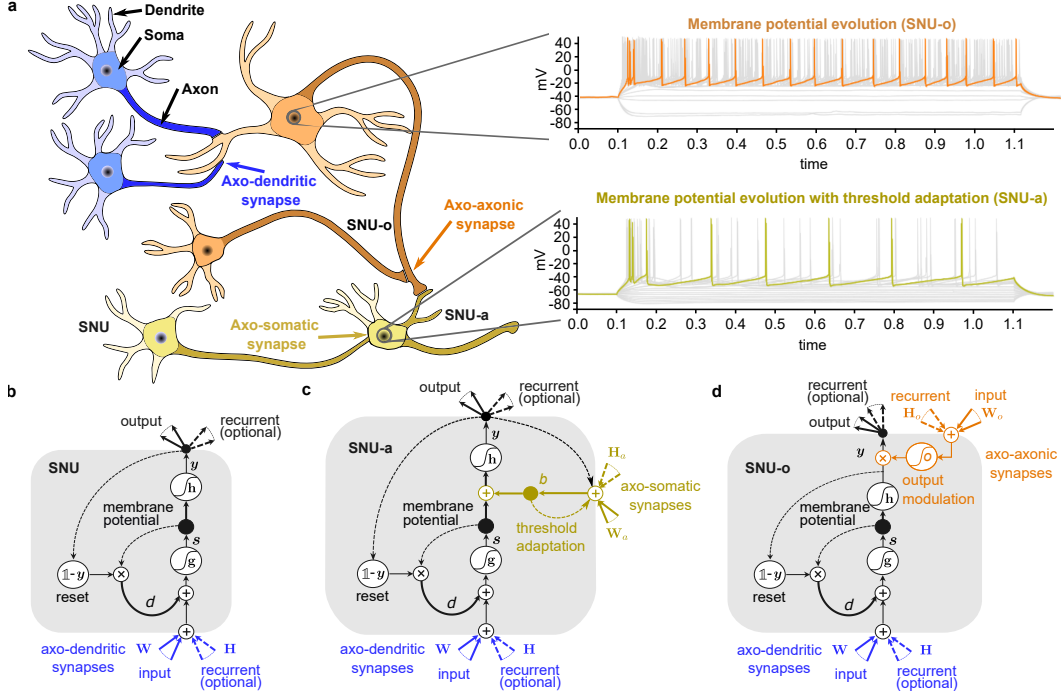 a
Dendrite
Soma
Axon
Axo-dendritic
synapse
SNU-o
Axo-axonic
synapse
SNU
Axo-somatic
synapse
SNU-a
Membrane potential evolution (SNU-o)
mV
40
20
0
-20
-40
-60
-80
0.0 0.1 0.2 0.3 0.4 0.5 0.6 0.7 0.8 0.9 1.0 1.1
time
Membrane potential evolution with threshold adaptation (SNU-a)
mV
40
20
0
-20
-40
-60
-80
0.0 0.1 0.2 0.3 0.4 0.5 0.6 0.7 0.8 0.9 1.0 1.1
time
b
output
recurrent
(optional)
SNU
y
h
membrane
potential
s
g
𝟙-y
×
reset
d
+
+
axo-dendritic
synapses
W
H
input
recurrent
(optional)
c
output
recurrent
(optional)
SNU-a
y
h
Hₐ
+
b
+
axo-somatic
synapses
membrane
potential
threshold
adaptation
Wₐ
s
g
𝟙-y
×
reset
d
+
+
axo-dendritic
synapses
W
H
input
recurrent
(optional)
d
recurrent
(optional)
output
recurrent
Hₒ
input
Wₒ
+
y
SNU-o
×
o
axo-axonic
synapses
output
modulation
h
membrane
potential
s
g
𝟙-y
×
reset
d
+
+
axo-dendritic
synapses
W
H
input
recurrent
(optional)